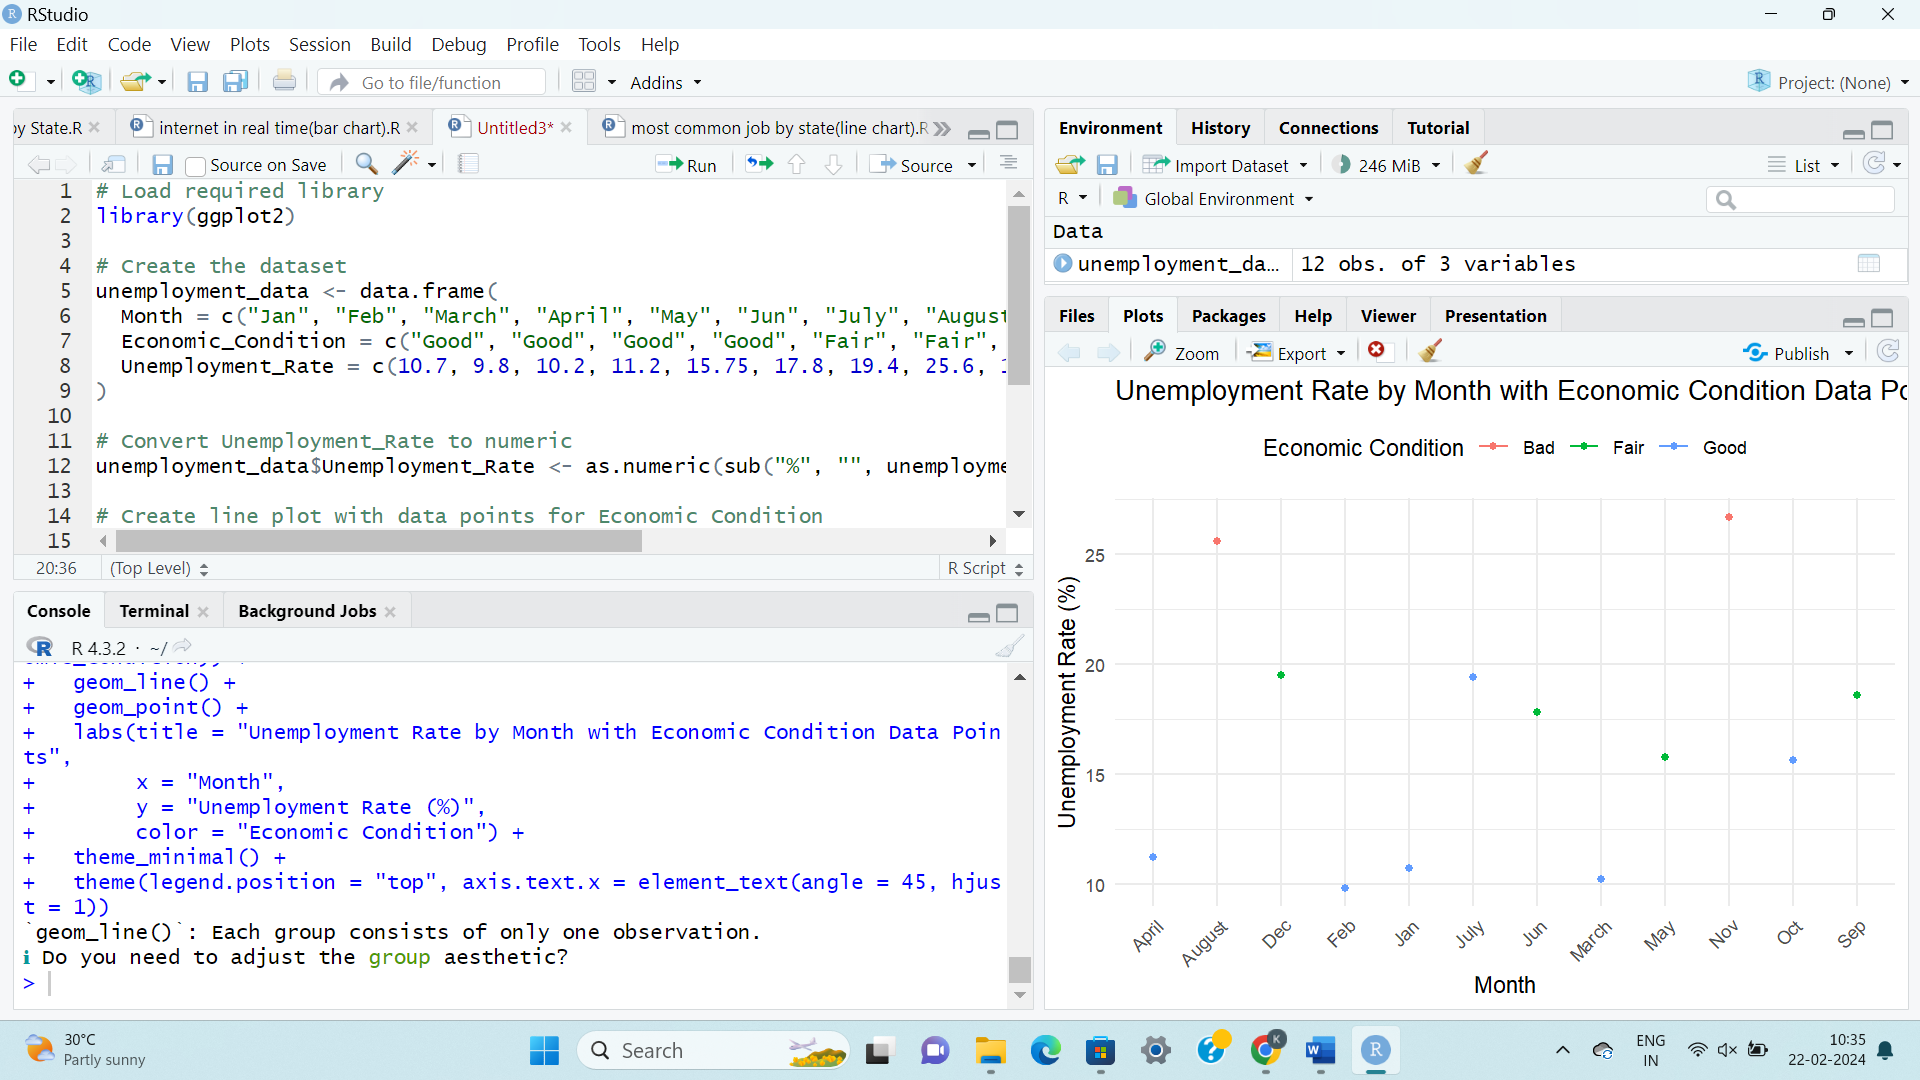 RStudio
File Edit Code View Plots Session Build Debug Profile Tools Help
Go to file/function Addins Project: (None)
by State.R internet in real time(bar chart).R Untitled3* most common job by state(line chart).R
Source on Save Run Source
1 # Load required library
2 library(ggplot2)
3
4 # Create the dataset
5 unemployment_data <- data.frame(
6 Month = c("Jan", "Feb", "March", "April", "May", "Jun", "July", "August
7 Economic_Condition = c("Good", "Good", "Good", "Good", "Fair", "Fair",
8 Unemployment_Rate = c(10.7, 9.8, 10.2, 11.2, 15.75, 17.8, 19.4, 25.6,
9 )
10
11 # Convert Unemployment_Rate to numeric
12 unemployment_data$Unemployment_Rate <- as.numeric(sub("%", "", unemployme
13
14 # Create line plot with data points for Economic Condition
15
20:36 (Top Level) R Script
Console Terminal Background Jobs
R 4.3.2 · ~/
+ geom_line() +
+ geom_point() +
+ labs(title = "Unemployment Rate by Month with Economic Condition Data Poin
ts",
+ x = "Month",
+ y = "Unemployment Rate (%)",
+ color = "Economic Condition") +
+ theme_minimal() +
+ theme(legend.position = "top", axis.text.x = element_text(angle = 45, hjus
t = 1))
`geom_line()`: Each group consists of only one observation.
ℹ Do you need to adjust the group aesthetic?
>
Environment History Connections Tutorial
Import Dataset 246 MiB List
R Global Environment
Data
unemployment_da... 12 obs. of 3 variables
Files Plots Packages Help Viewer Presentation
Zoom Export Publish
Unemployment Rate by Month with Economic Condition Data Po
Economic Condition Bad Fair Good
Unemployment Rate (%)
25
20
15
10
April August Dec Feb Jan July Jun March May Nov Oct Sep
Month
30°C
Partly sunny
Search
K
ENG
IN
10:35
22-02-2024